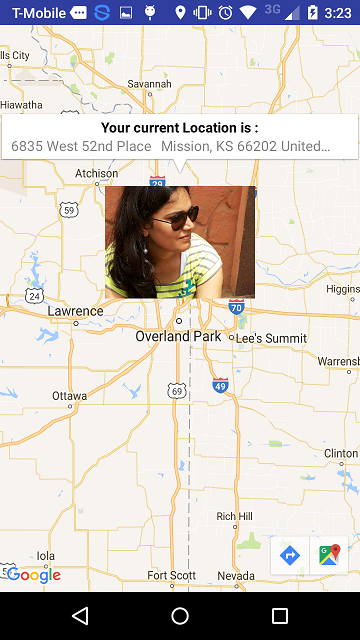 T-Mobile
3G
3:23
lls City
Savannah
Hiawatha
Your current Location is :
6835 West 52nd Place Mission, KS 66202 United...
Atchison
29
59
24
70
Higgins
Lawrence
Overland Park
Lee's Summit
Warrensb
69
49
Ottawa
Clinton
Rich Hill
Iola
Google
Fort Scott
Nevada